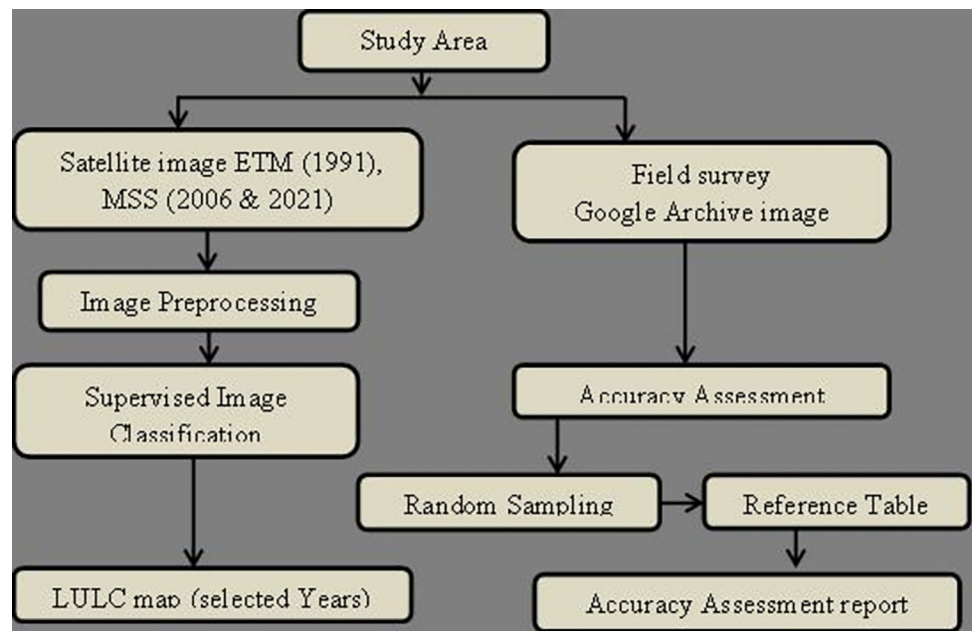 Study Area
Satellite image ETM (1991),
MSS (2006 & 2021)
Field survey
Google Archive image
Image Preprocessing
Supervised Image
Classification
Accuracy Assessment
Random Sampling
Reference Table
LULC map (selected Years)
Accuracy Assessment report